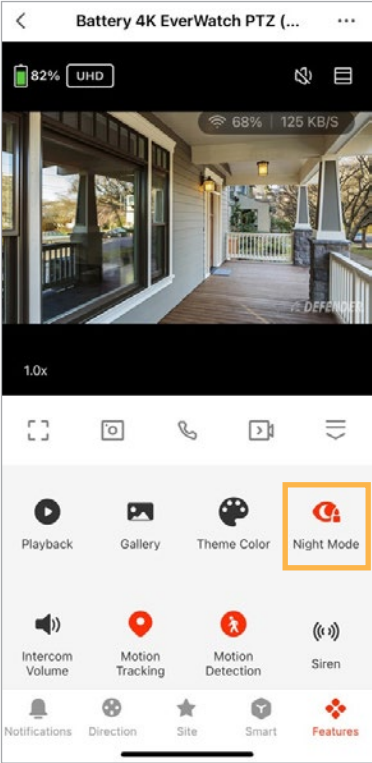 Battery 4K EverWatch PTZ (...
82% UHD
68% | 125 KB/S
DEFENDER
1.0x
Playback Gallery Theme Color Night Mode
Intercom Motion Motion Siren
Volume Tracking Detection
Notifications Direction Site Smart Features